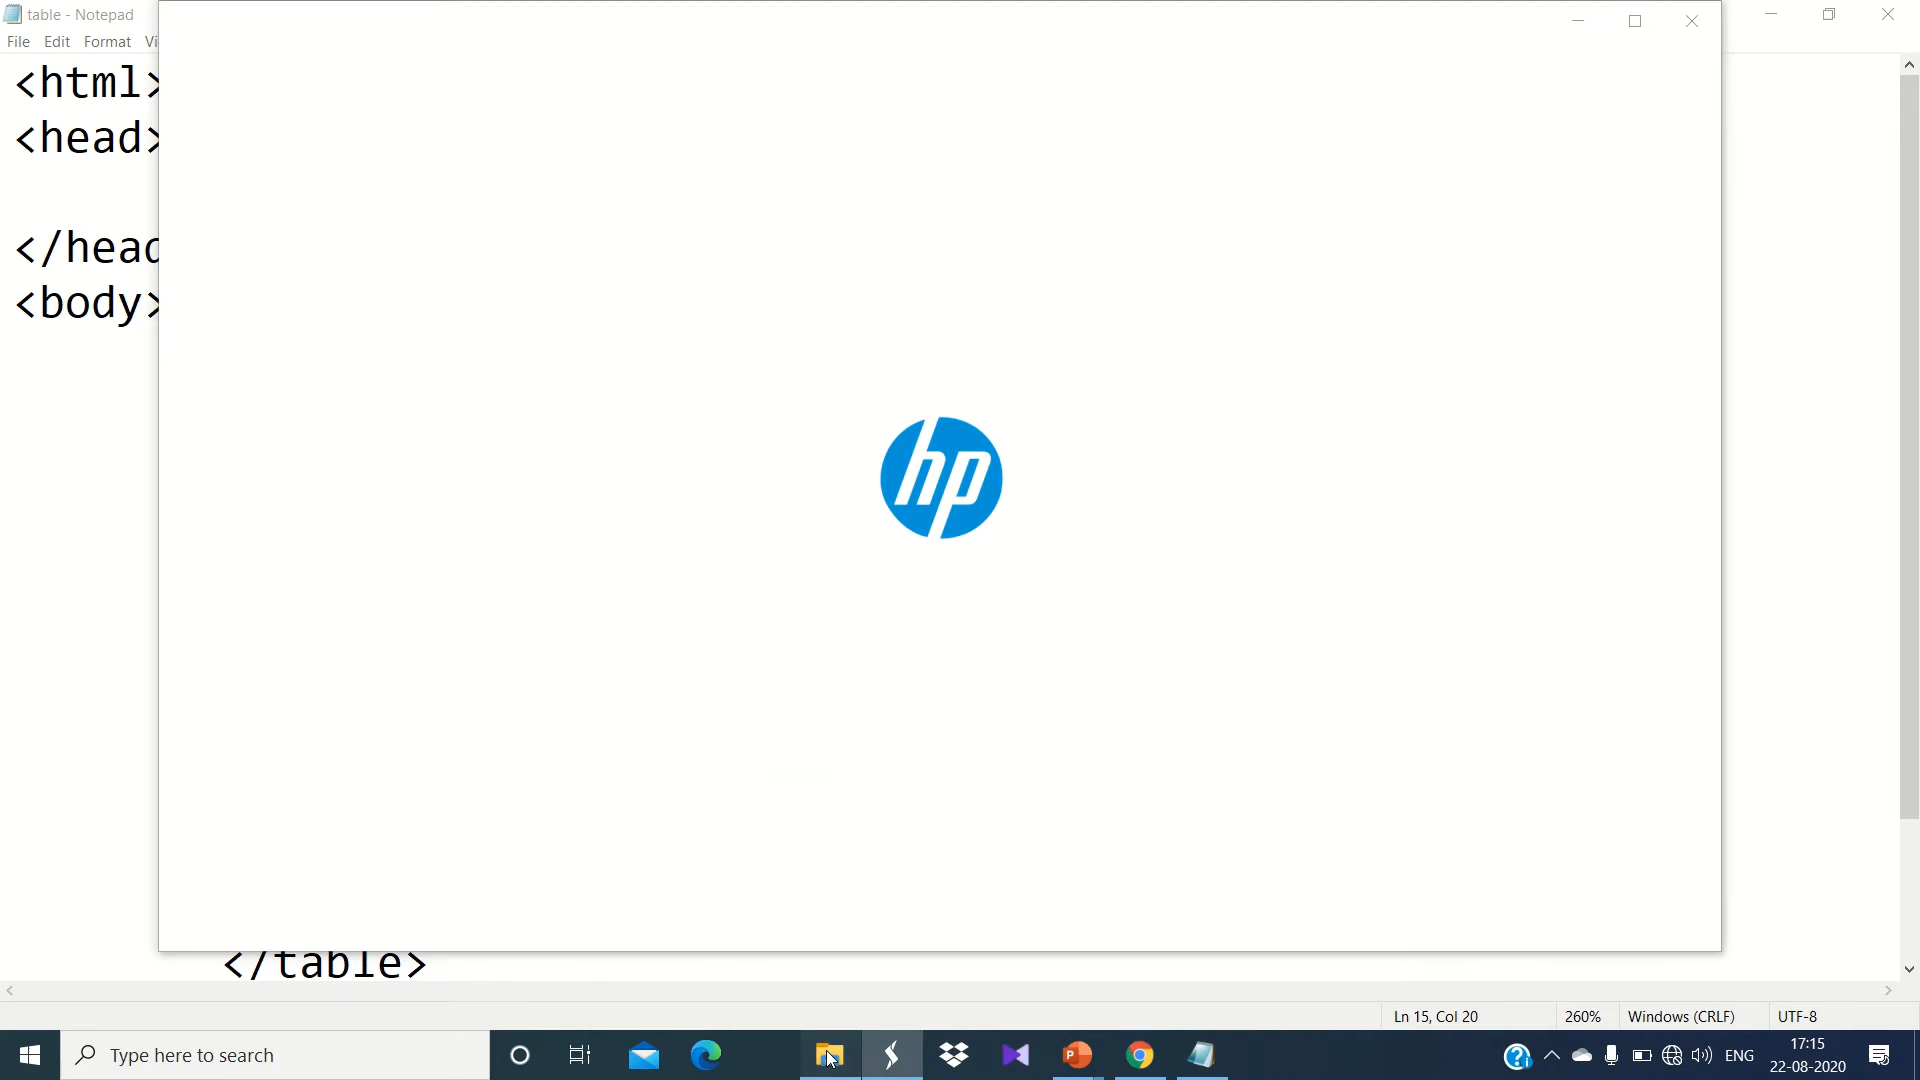 table - Notepad
File Edit Format Vi
<html>
<head>
</head
<body>
hp
</table>
Ln 15, Col 20 260% Windows (CRLF) UTF-8
Type here to search
ENG
17:15
22-08-2020